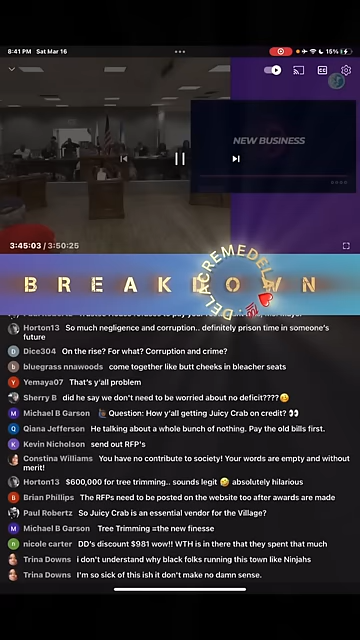 8:41 PM Sat Mar 16
15%
CC
NEW BUSINESS
3:45:03 / 3:50:25
BREAKDOWN
DELACREMEDELA
Horton13 So much negligence and corruption.. definitely prison time in someone's
future
Dice304 On the rise? For what? Corruption and crime?
bluegrass nnawoods come together like butt cheeks in bleacher seats
Yemaya07 That's y'all problem
Sherry B did he say we don't need to be worried about no deficit????
Michael B Garson Question: How y'all getting Juicy Crab on credit? 👀
Qiana Jefferson He talking about a whole bunch of nothing. Pay the old bills first.
Kevin Nicholson send out RFP's
Constina Williams You have no contribute to society! Your words are empty and without
merit!
Horton13 $600,000 for tree trimming.. sounds legit 🤣 absolutely hilarious
Brian Phillips The RFPs need to be posted on the website too after awards are made
Paul Robertz So Juicy Crab is an essential vendor for the Village?
Michael B Garson Tree Trimming =the new finesse
nicole carter DD's discount $981 wow!! WTH is in there that they spent that much
Trina Downs i don't understand why black folks running this town like Ninjahs
Trina Downs I'm so sick of this ish it don't make no damn sense.